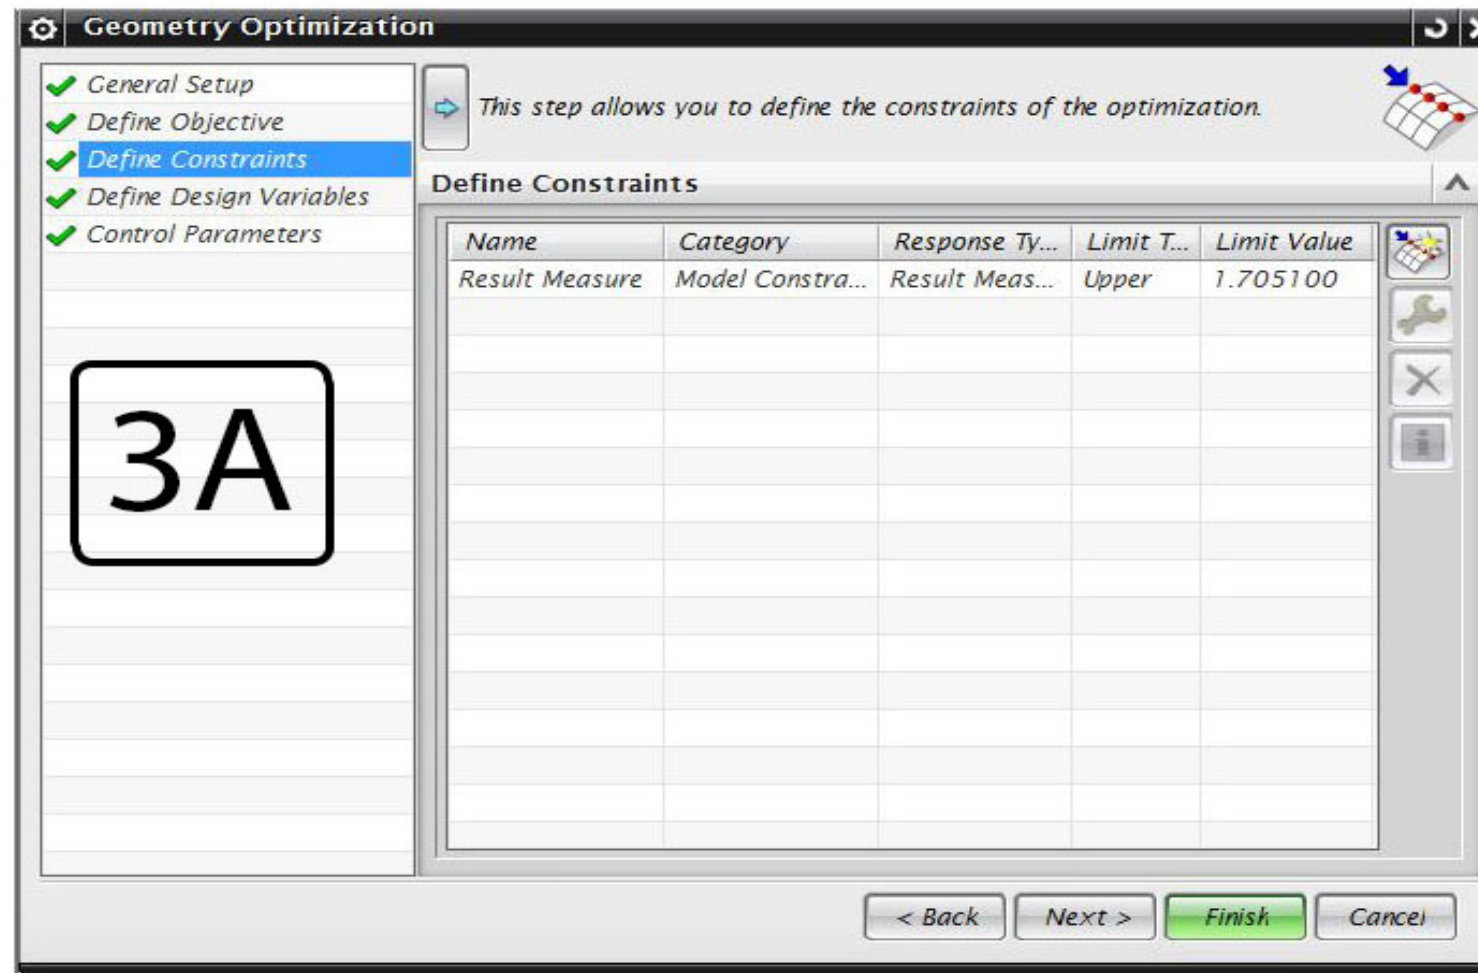 Geometry Optimization
General Setup
Define Objective
Define Constraints
Define Design Variables
Control Parameters
3A
This step allows you to define the constraints of the optimization.
Define Constraints
Name Category Response Ty... Limit T... Limit Value
Result Measure Model Constra... Result Meas... Upper 1.705100
< Back Next > Finish Cancel